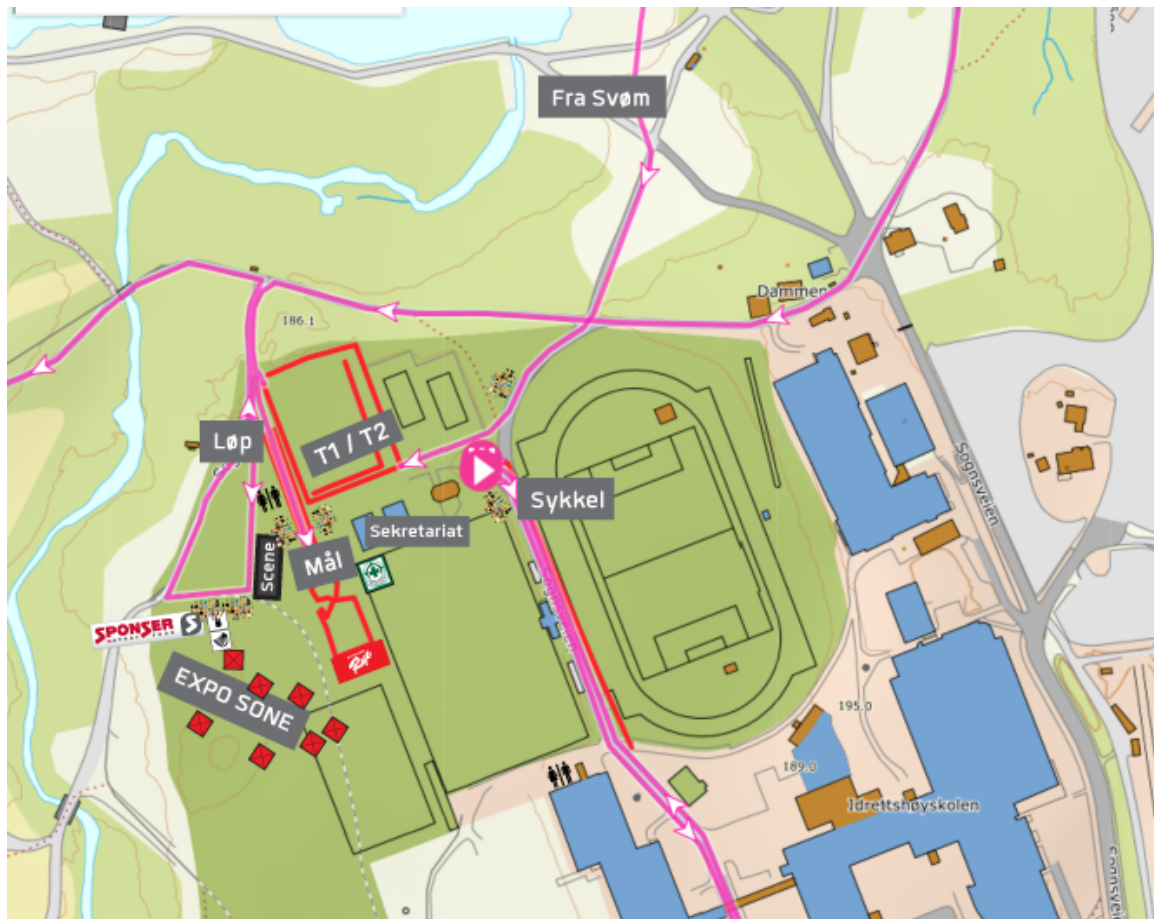 Fra Svøm
Dammen
186.1
Løp
T1 / T2
Sognsveien
Sykkel
Sekretariat
Scene
Mål
SPONSER S
EXPO SONE
195.0
189.0
Idrettshøyskolen